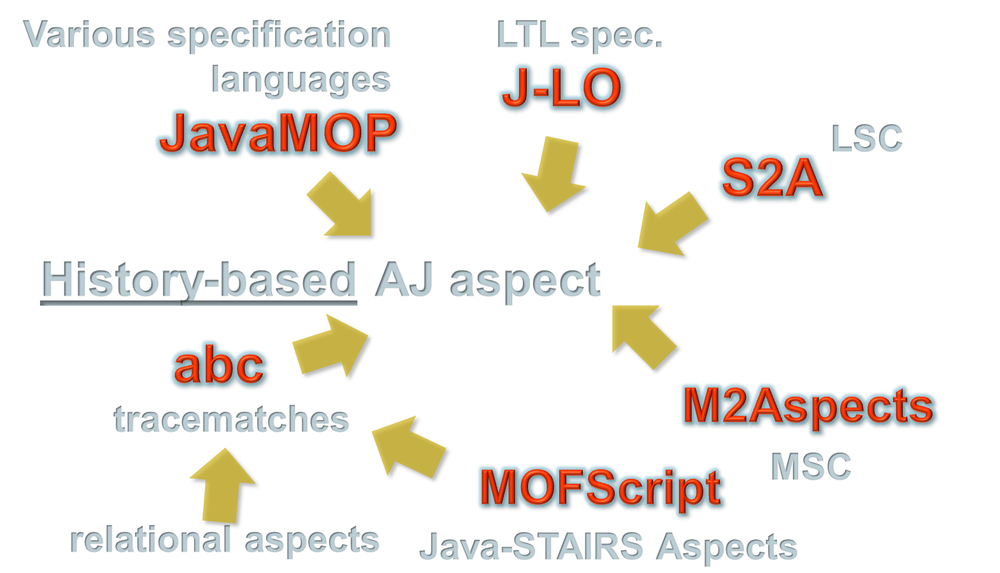 Various specification
languages
JavaMOP
LTL spec.
J-LO
LSC
S2A
History-based AJ aspect
abc
tracematches
M2Aspects
MSC
MOFScript
relational aspects
Java-STAIRS Aspects